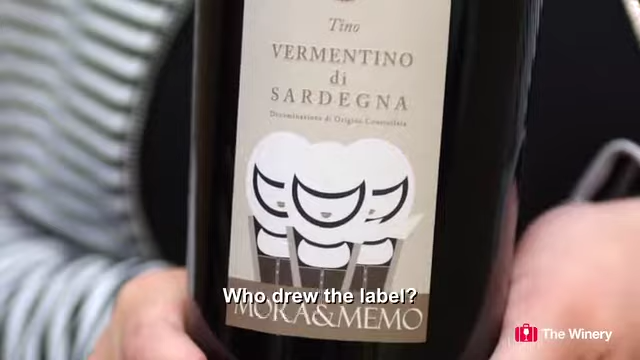 Tino
VERMENTINO
di
SARDEGNA
Denominazione di Origine Controllata
Who drew the label?
MORA&MEMO
The Winery